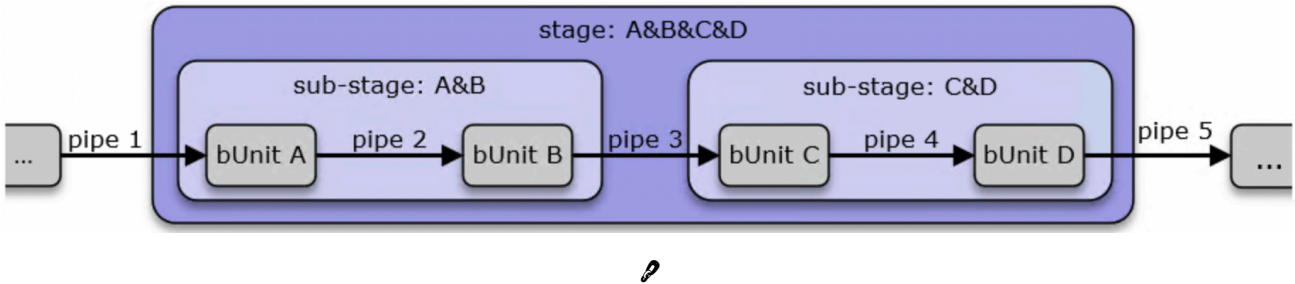 stage: A&B&C&D
sub-stage: A&B
sub-stage: C&D
... pipe 1 bUnit A pipe 2 bUnit B pipe 3 bUnit C pipe 4 bUnit D pipe 5 ...